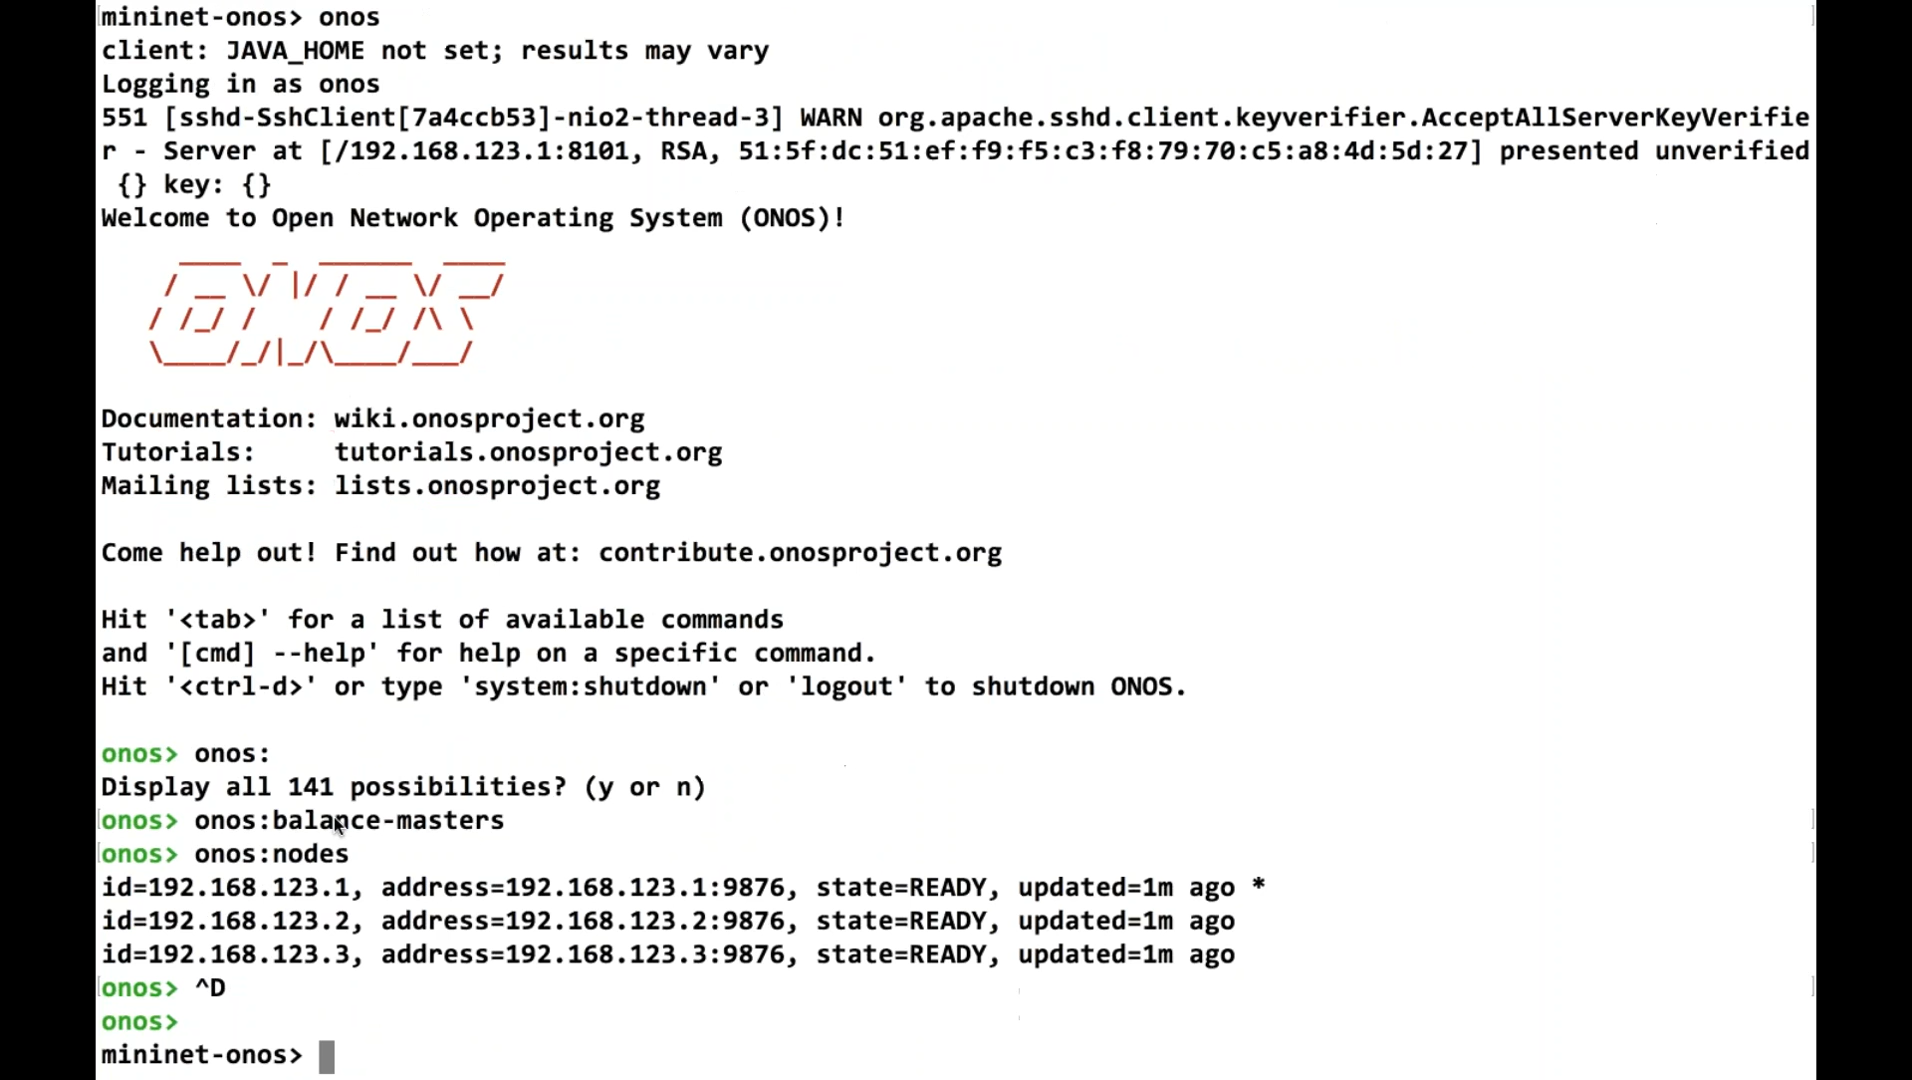 mininet-onos> onos
client: JAVA_HOME not set; results may vary
Logging in as onos
551 [sshd-SshClient[7a4ccb53]-nio2-thread-3] WARN org.apache.sshd.client.keyverifier.AcceptAllServerKeyVerifie
r - Server at [/192.168.123.1:8101, RSA, 51:5f:dc:51:ef:f9:f5:c3:f8:79:70:c5:a8:4d:5d:27] presented unverified
 {} key: {}
Welcome to Open Network Operating System (ONOS)!
     ____  _  ______  ____
    / __ \/ |/ / __ \/ __/
   / /_/ /    / /_/ /\ \
   \____/_/|_/\____/___/
Documentation: wiki.onosproject.org
Tutorials:     tutorials.onosproject.org
Mailing lists: lists.onosproject.org
Come help out! Find out how at: contribute.onosproject.org
Hit '<tab>' for a list of available commands
and '[cmd] --help' for help on a specific command.
Hit '<ctrl-d>' or type 'system:shutdown' or 'logout' to shutdown ONOS.
onos> onos:
Display all 141 possibilities? (y or n)
onos> onos:balance-masters
onos> onos:nodes
id=192.168.123.1, address=192.168.123.1:9876, state=READY, updated=1m ago *
id=192.168.123.2, address=192.168.123.2:9876, state=READY, updated=1m ago
id=192.168.123.3, address=192.168.123.3:9876, state=READY, updated=1m ago
onos> ^D
onos>
mininet-onos>